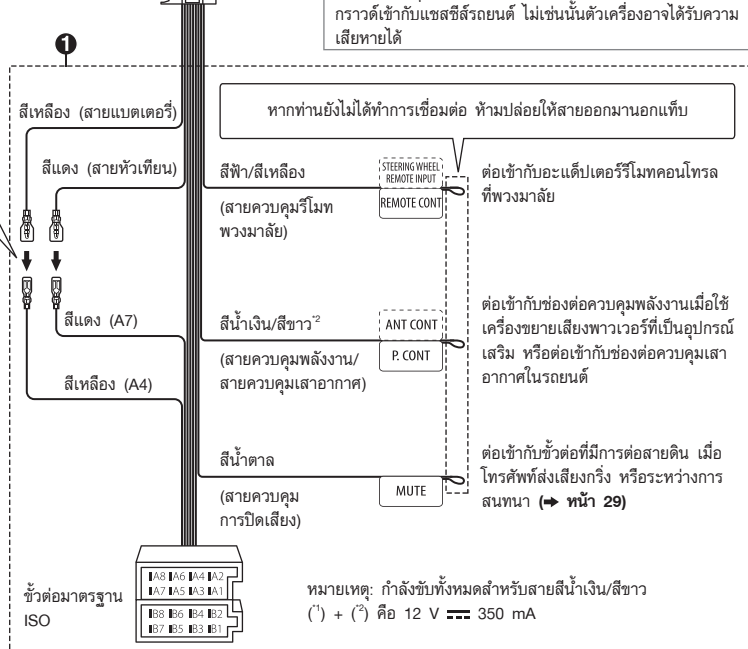 กราวด์เข้ากับแชสซีส์รถยนต์ ไม่เช่นนั้นตัวเครื่องอาจได้รับความ
เสียหายได้
1
สีเหลือง (สายแบตเตอรี่)
หากท่านยังไม่ได้ทำการเชื่อมต่อ ห้ามปล่อยให้สายออกมานอกแท็บ
สีแดง (สายหัวเทียน)
สีฟ้า/สีเหลือง
(สายควบคุมรีโมท
พวงมาลัย)
STEERING WHEEL
REMOTE INPUT
REMOTE CONT
ต่อเข้ากับอะแด็ปเตอร์รีโมทคอนโทรล
ที่พวงมาลัย
สีแดง (A7)
สีเหลือง (A4)
สีน้ำเงิน/สีขาว*2
(สายควบคุมพลังงาน/
สายควบคุมเสาอากาศ)
ANT CONT
P. CONT
ต่อเข้ากับช่องต่อควบคุมพลังงานเมื่อใช้
เครื่องขยายเสียงพาวเวอร์ที่เป็นอุปกรณ์
เสริม หรือต่อเข้ากับช่องต่อควบคุมเสา
อากาศในรถยนต์
สีน้ำตาล
(สายควบคุม
การปิดเสียง)
MUTE
ต่อเข้ากับขั้วต่อที่มีการต่อสายดิน เมื่อ
โทรศัพท์ส่งเสียงกริ่ง หรือระหว่างการ
สนทนา (➜ หน้า 29)
ขั้วต่อมาตรฐาน
ISO
A8 A6 A4 A2
A7 A5 A3 A1
B8 B6 B4 B2
B7 B5 B3 B1
หมายเหตุ: กำลังขับทั้งหมดสำหรับสายสีน้ำเงิน/สีขาว
(*1) + (*2) คือ 12 V ⎓ 350 mA